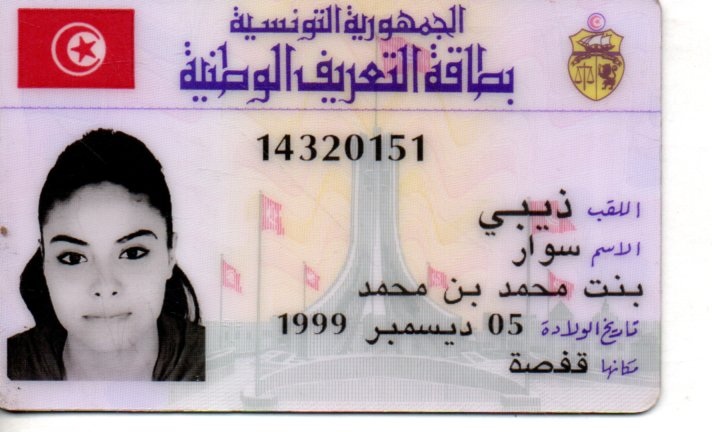 الجمهورية التونسية
بطاقة التعريف الوطنية
14320151
اللقب ذيبي
الاسم سوار
بنت محمد بن محمد
تاريخ الولادة 05 ديسمبر 1999
مكانها قفصة